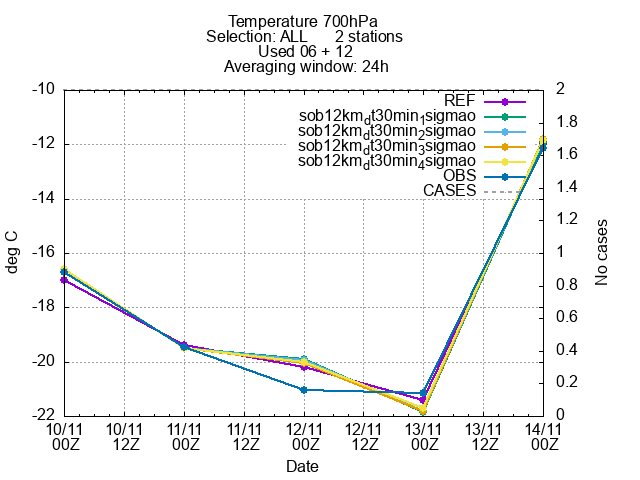 Temperature 700hPa
Selection: ALL 2 stations
Used 06 + 12
Averaging window: 24h
-10
-12
-14
-16
-18
-20
-22
deg C
2
1.8
1.6
1.4
1.2
1
0.8
0.6
0.4
0.2
0
No cases
REF
sob12km_dt30min_1sigmao
sob12km_dt30min_2sigmao
sob12km_dt30min_3sigmao
sob12km_dt30min_4sigmao
OBS
CASES
10/11 10/11 11/11 11/11 12/11 12/11 13/11 13/11 14/11
00Z 12Z 00Z 12Z 00Z 12Z 00Z 12Z 00Z
Date